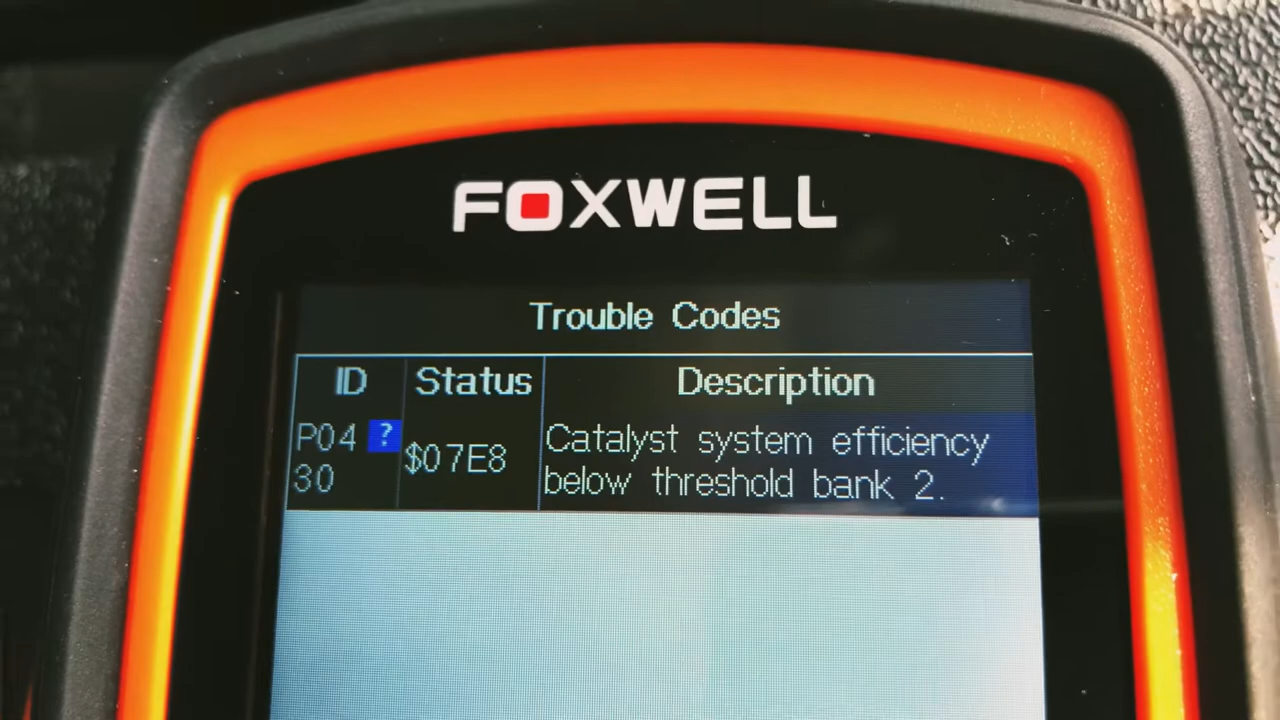 FOXWELL
Trouble Codes
ID Status Description
P04 ? $07E8 Catalyst system efficiency
30 below threshold bank 2.